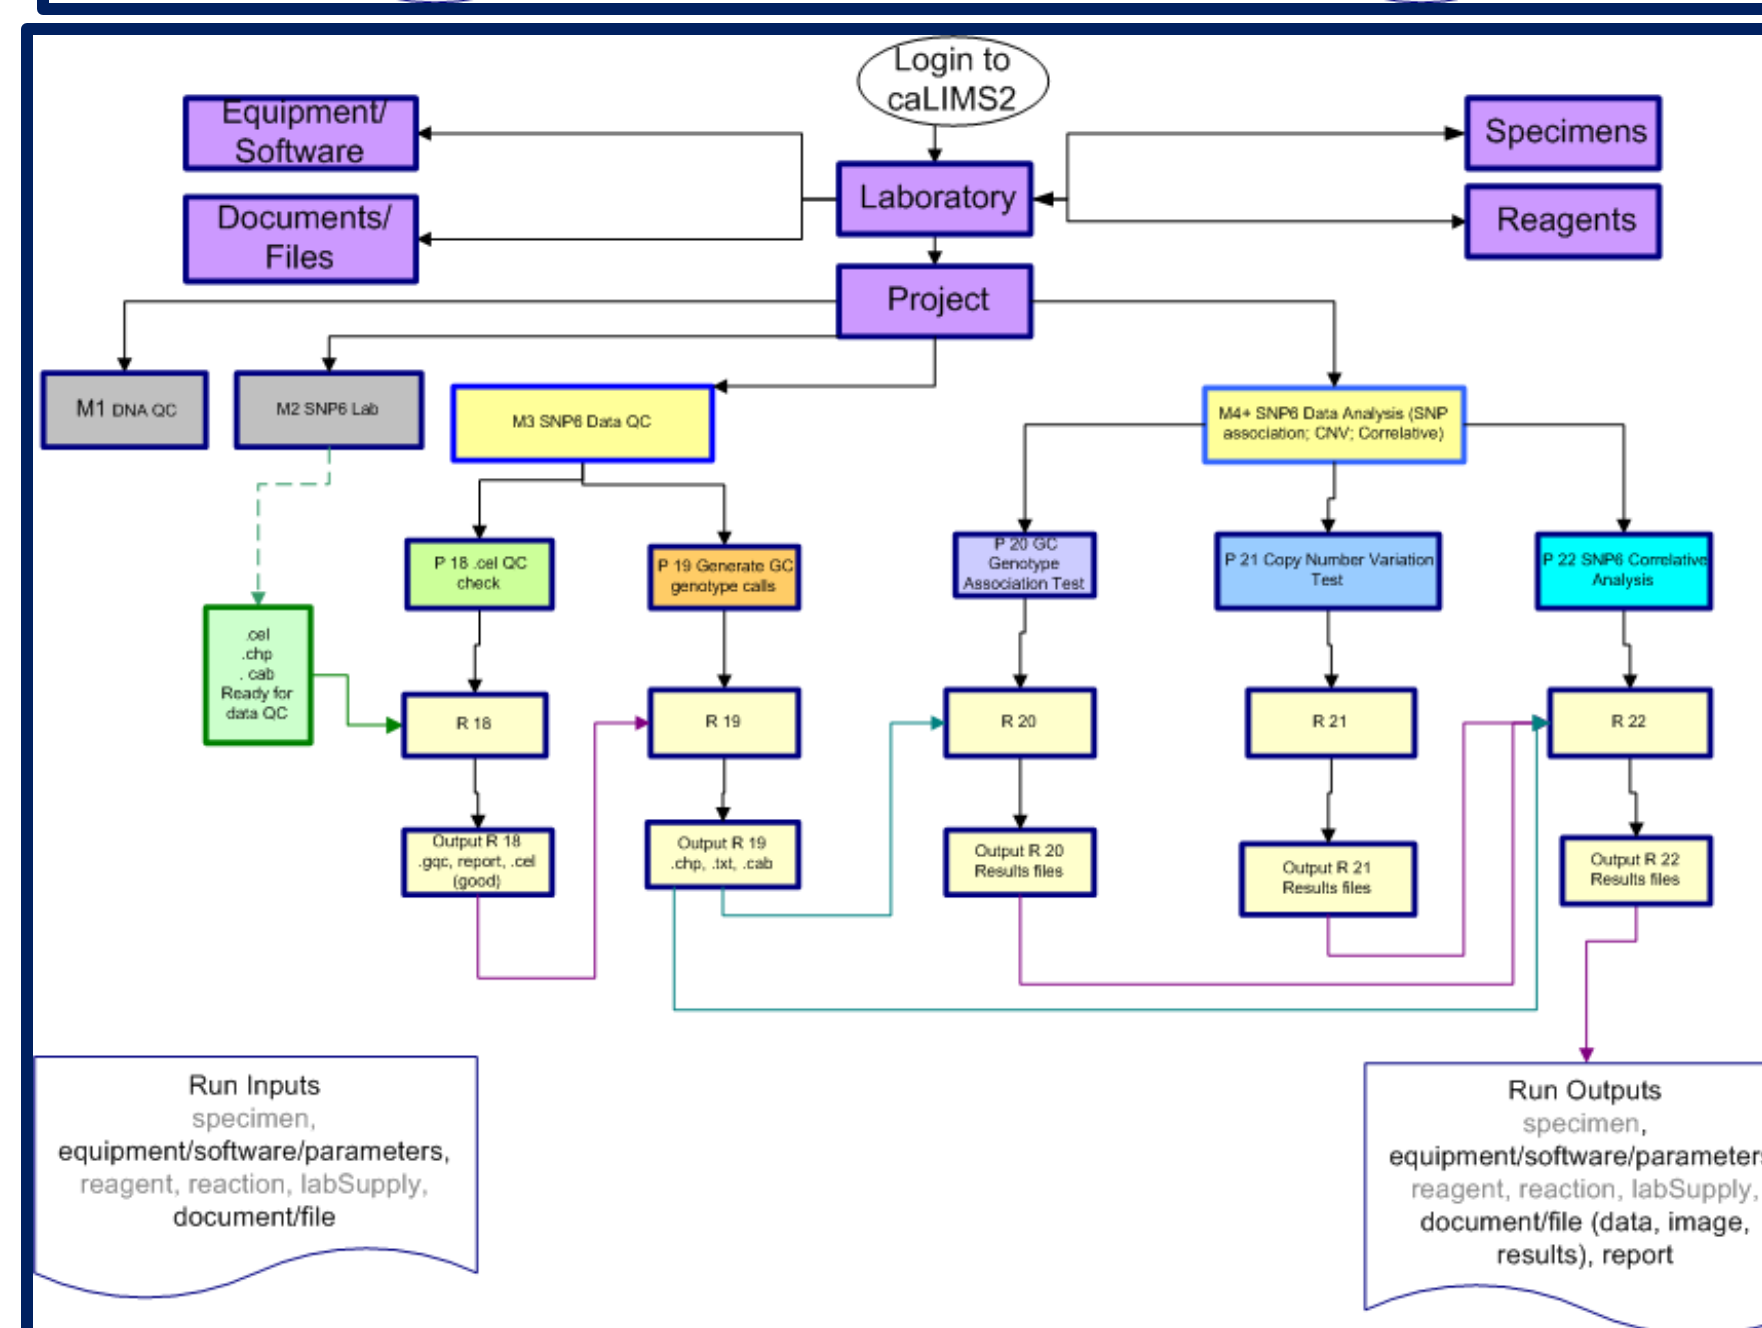 Login to
caLIMS2
Equipment/
Software
Specimens
Laboratory
Documents/
Files
Reagents
Project
M1 DNA QC
M2 SNP6 Lab
M3 SNP6 Data QC
M4+ SNP6 Data Analysis (SNP
association; CNV; Correlative)
P 18 .cel QC
check
P 19 Generate GC
genotype calls
P 20 GC
Genotype
Association Test
P 21 Copy Number Variation
Test
P 22 SNP6 Correlative
Analysis
.cel
.chp
. cab
Ready for
data QC
R 18
R 19
R 20
R 21
R 22
Output R 18
.gqc, report, .cel
(good)
Output R 19
.chp, .txt, .cab
Output R 20
Results files
Output R 21
Results files
Output R 22
Results files
Run Inputs
specimen,
equipment/software/parameters,
reagent, reaction, labSupply,
document/file
Run Outputs
specimen,
equipment/software/parameters
reagent, reaction, labSupply,
document/file (data, image,
results), report